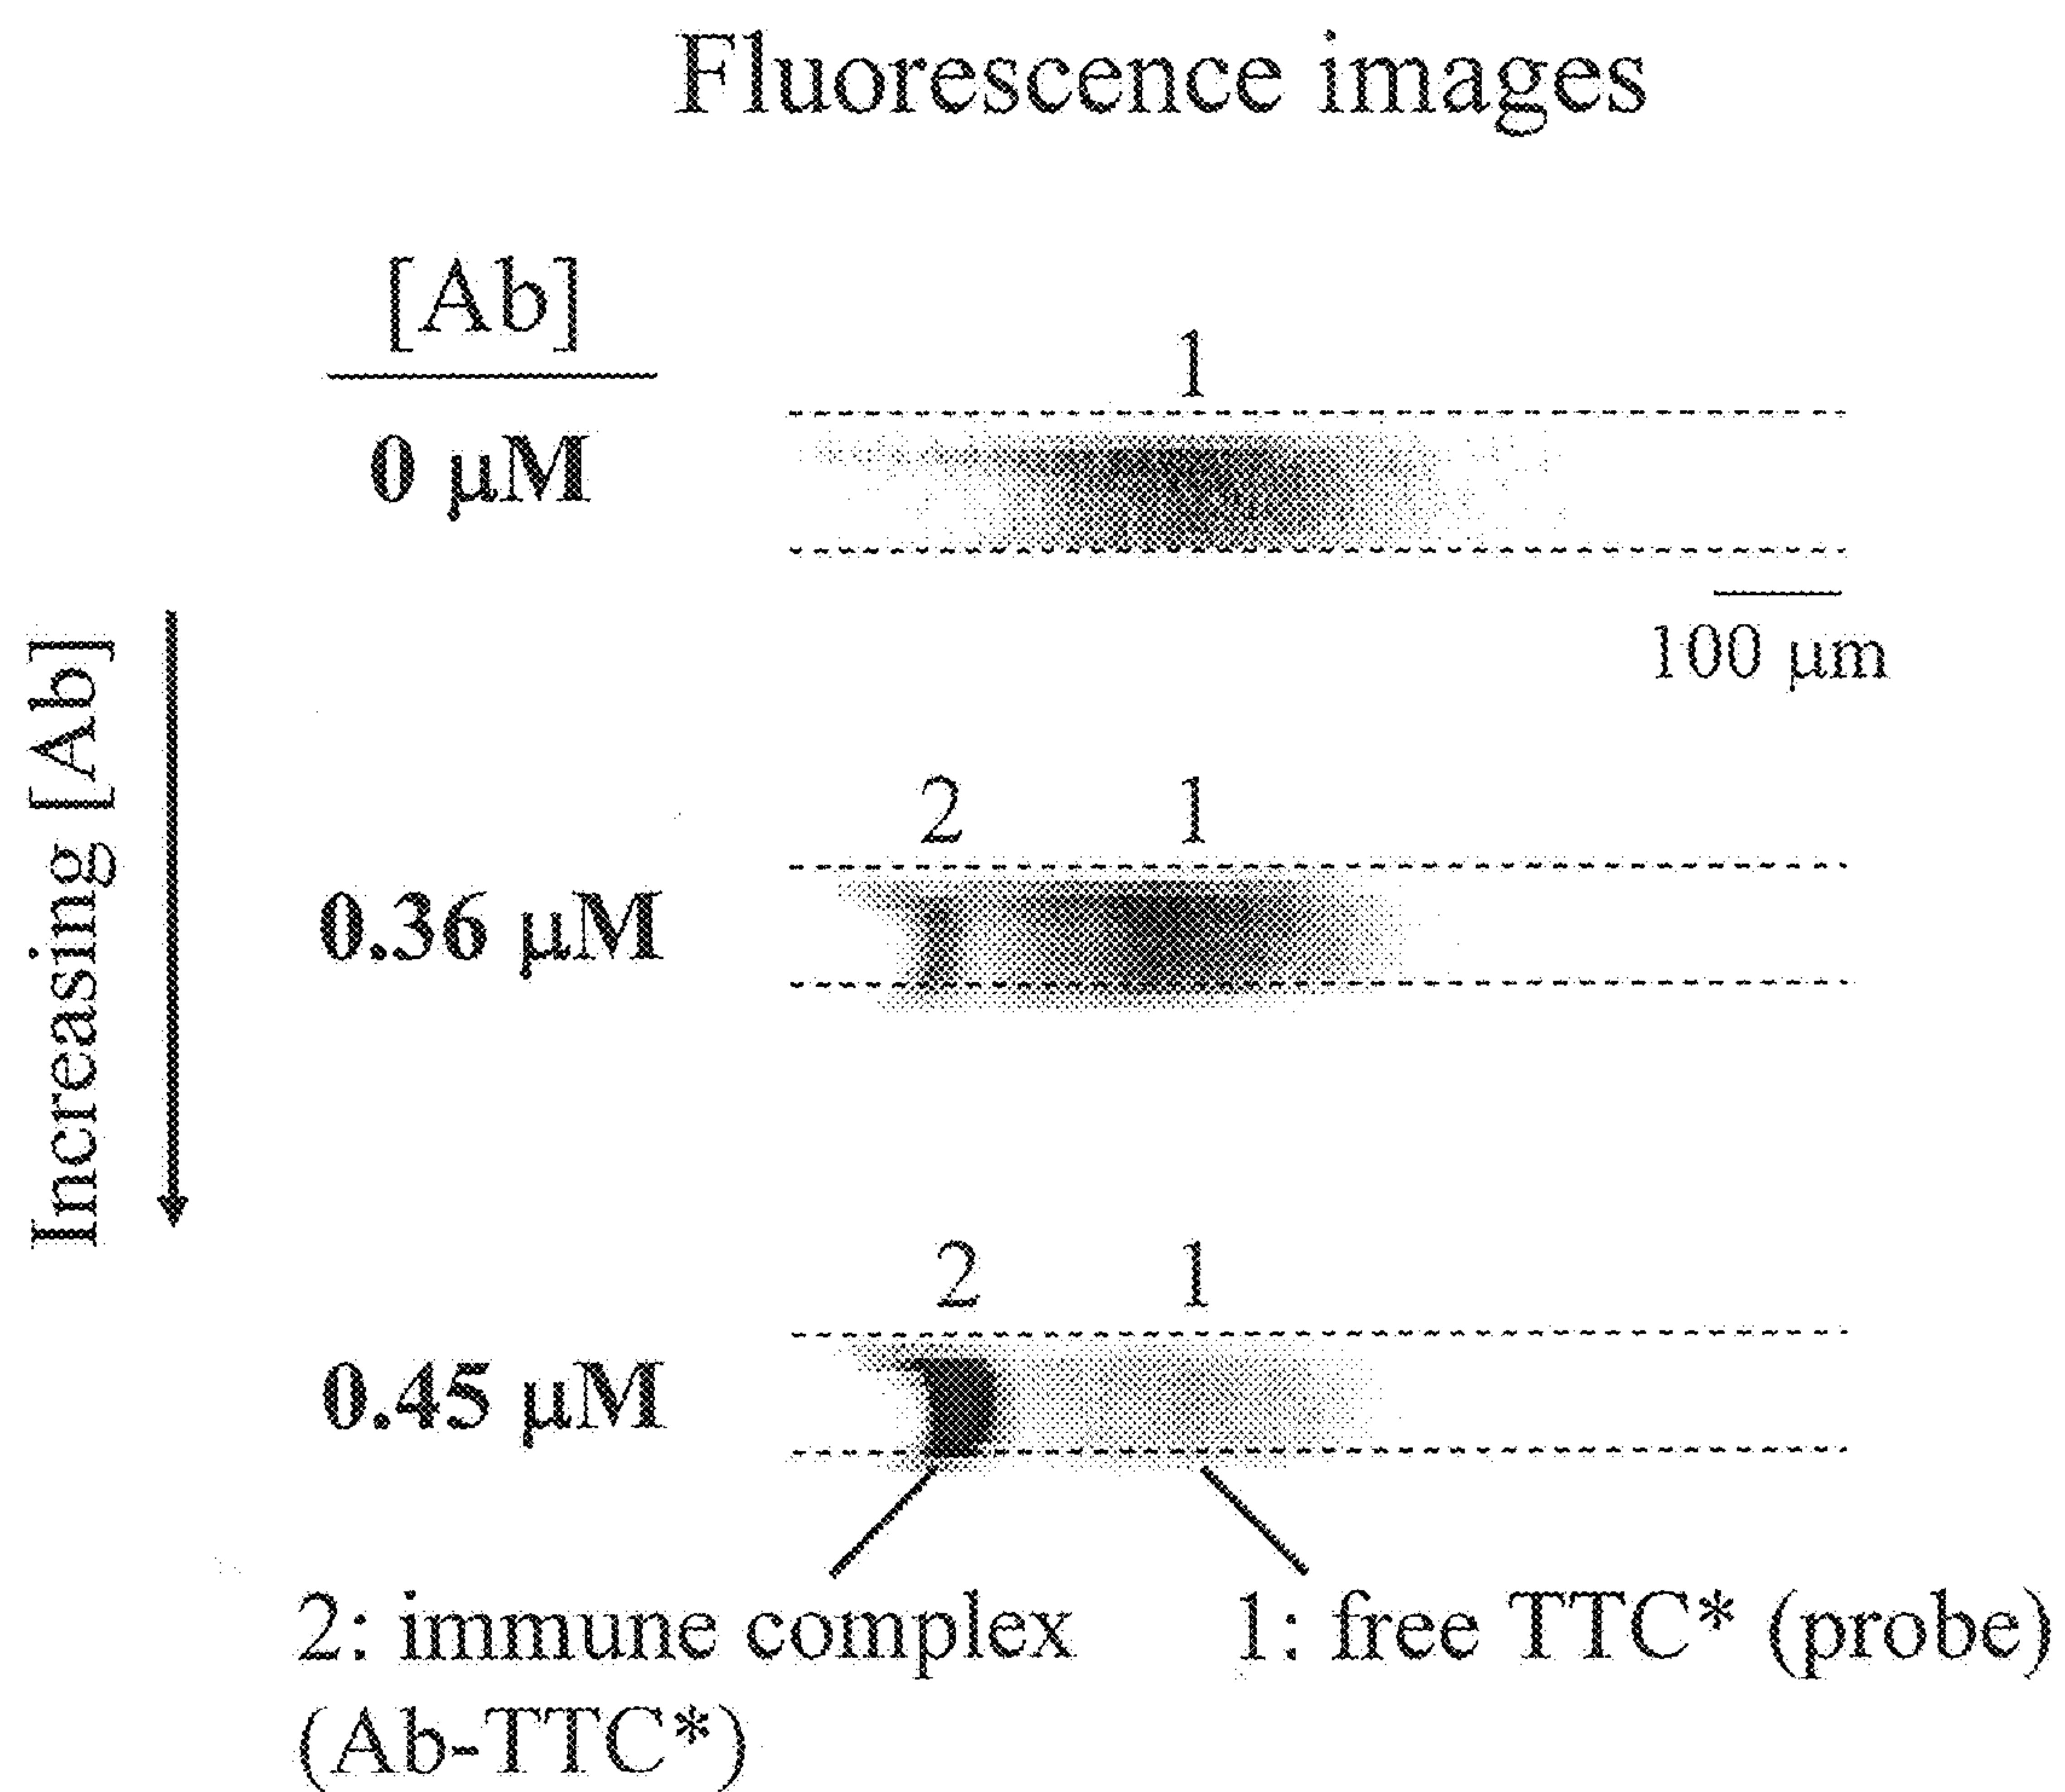 Fluorescence images
[Ab]
1
0 μM
100 μm
Increasing [Ab]
2 1
0.36 μM
2 1
0.45 μM
2: immune complex
(Ab-TTC*)
1: free TTC* (probe)